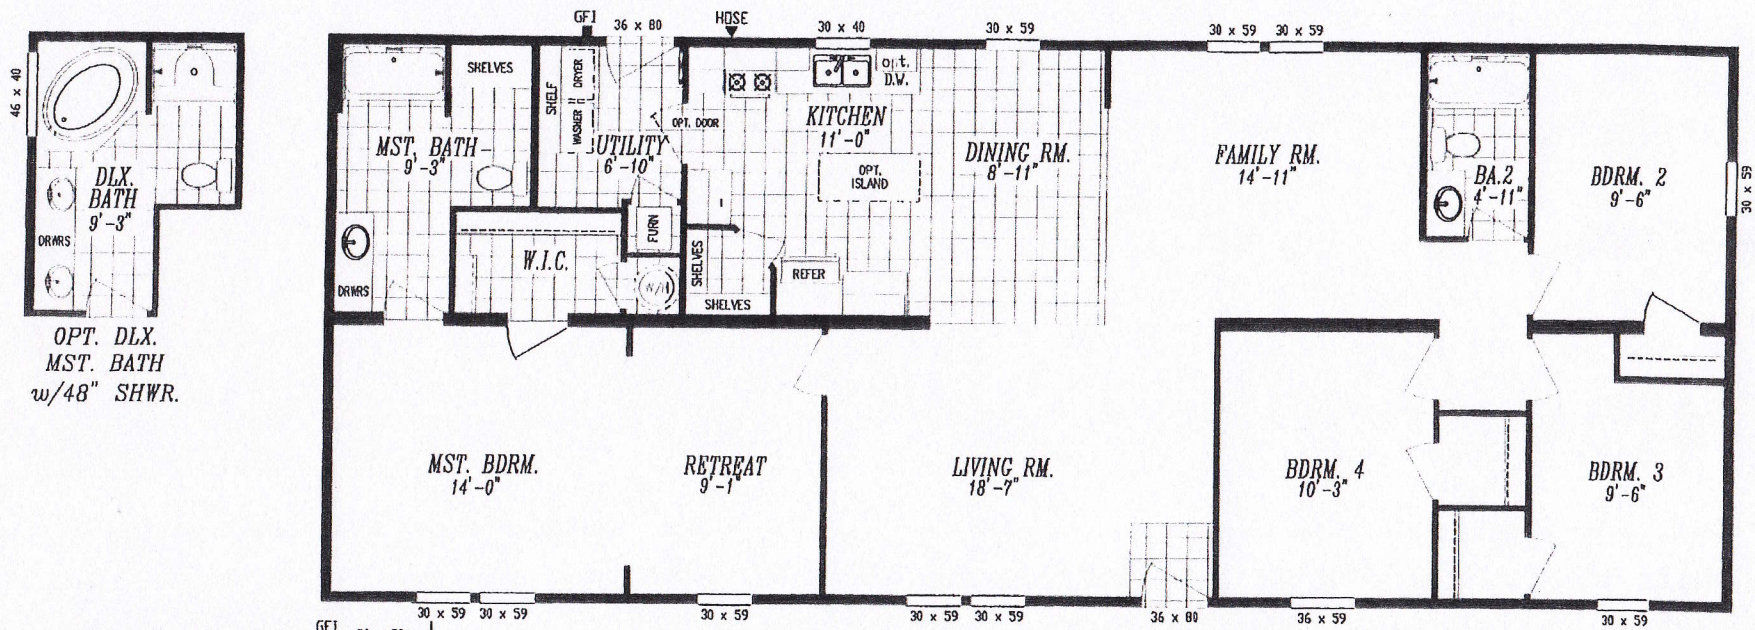 GFI
36 x 80
HOSE
30 x 40
30 x 59
30 x 59
30 x 59
46 x 40
DLX.
BATH
9'-3"
DRWRS
OPT. DLX.
MST. BATH
w/48" SHWR.
SHELVES
MST. BATH
9'-3"
DRWRS
SHELF
DRYER
WASHER
UTILITY
6'-10"
OPT. DOOR
W.I.C.
FURN
W/H
SHELVES
SHELVES
opt.
D.W.
KITCHEN
11'-0"
OPT.
ISLAND
REFER
DINING RM.
8'-11"
FAMILY RM.
14'-11"
BA.2
4'-11"
BDRM. 2
9'-6"
30 x 59
MST. BDRM.
14'-0"
RETREAT
9'-1"
LIVING RM.
18'-7"
BDRM. 4
10'-3"
BDRM. 3
9'-6"
30 x 59
30 x 59
30 x 59
30 x 59
30 x 59
36 x 80
36 x 59
30 x 59
GFI